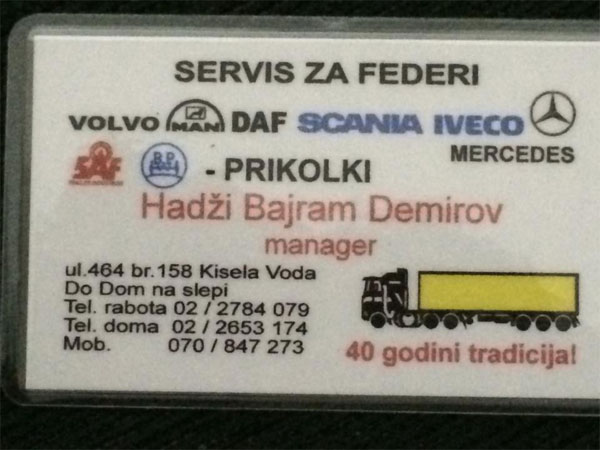 SERVIS ZA FEDERI
VOLVO MAN DAF SCANIA IVECO
MERCEDES
SAF BPW - PRIKOLKI
Hadži Bajram Demirov
manager
ul.464 br.158 Kisela Voda
Do Dom na slepi
Tel. rabota 02 / 2784 079
Tel. doma 02 / 2653 174
Mob. 070 / 847 273
40 godini tradicija!